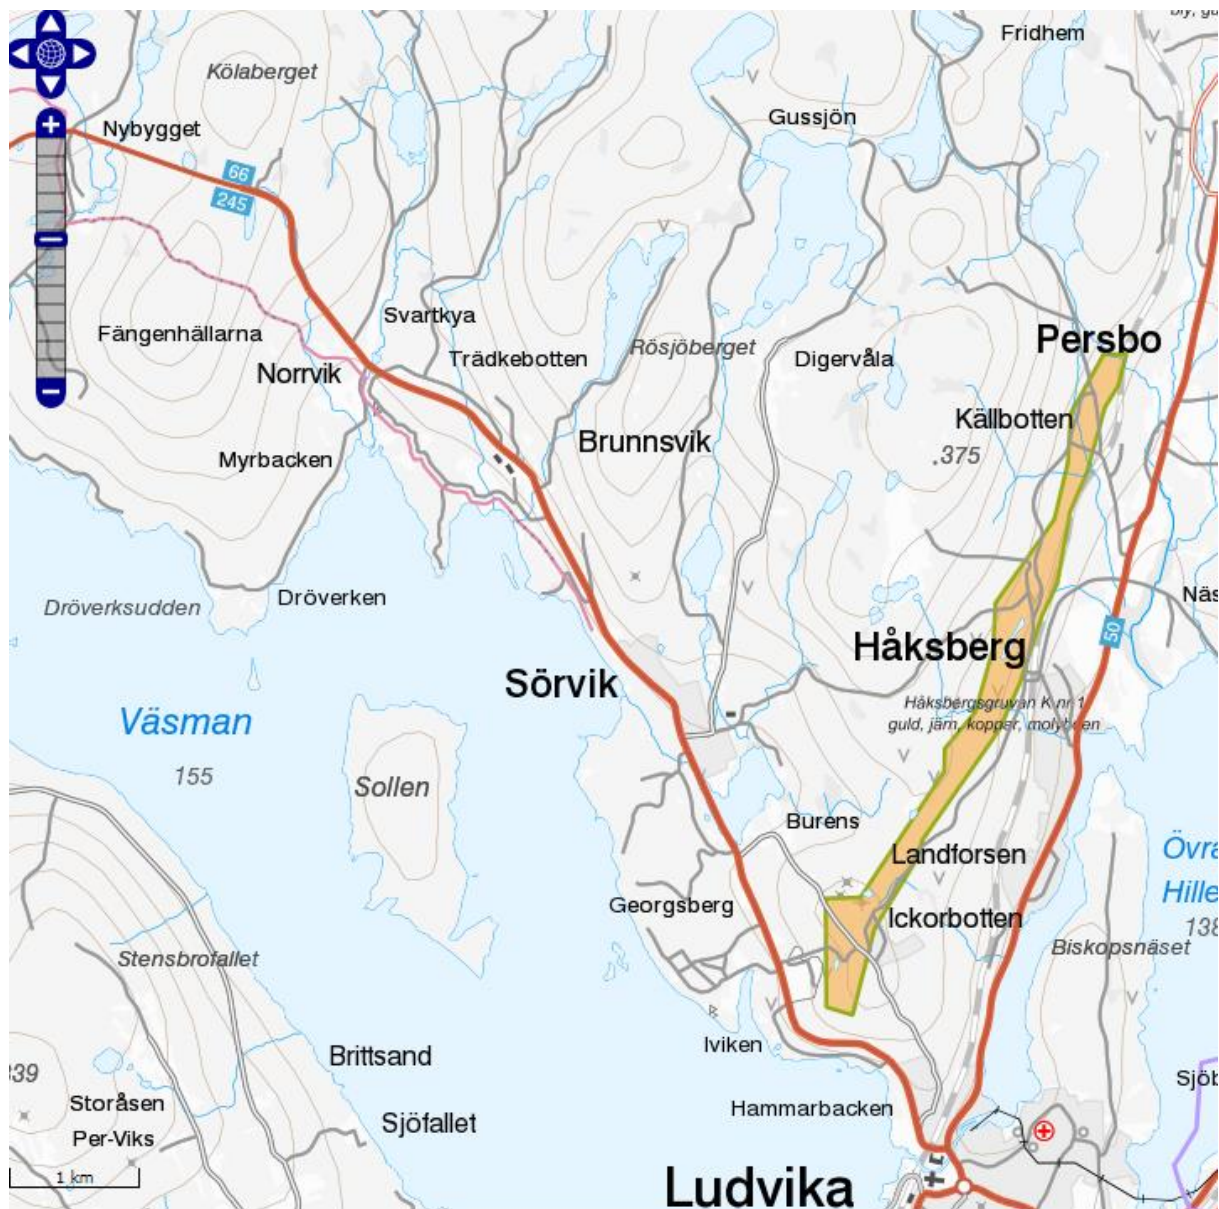 Fridhem
Kölaberget
Gussjön
Nybygget
66
245
Svartkya
Fängenhällarna
Trädkebotten
Rösjöberget
Digervåla
Persbo
Norrvik
Källbotten
Brunnsvik
.375
Myrbacken
Dröverken
Dröverksudden
50
Håksberg
Sörvik
Håksbergsgruvan K nr 1
guld, järn, koppar, molybden
Väsman
155
Sollen
Burens
Landforsen
Övra
Hille
138
Georgsberg
Ickorbotten
Biskopsnäset
Stensbrofallet
Iviken
Brittsand
339
Sjöb
Storåsen
Hammarbacken
Sjöfallet
Per-Viks
1 km
Ludvika